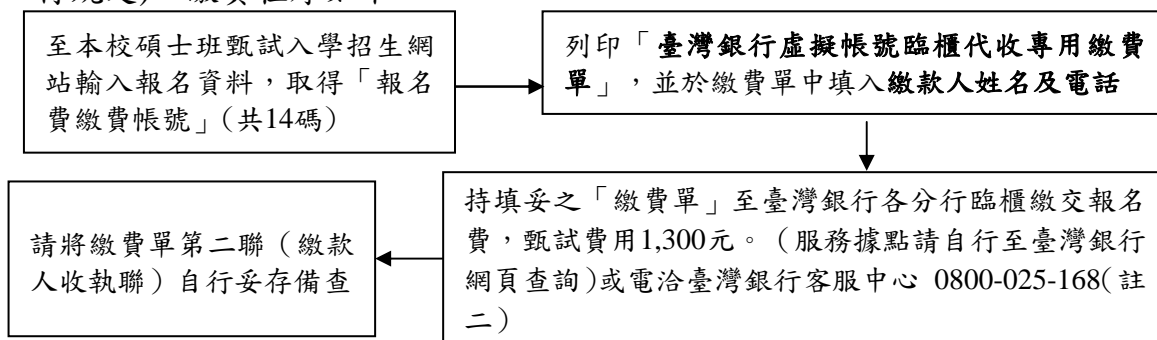 至本校碩士班甄試入學招生網
站輸入報名資料，取得「報名
費繳費帳號」（共14碼）
列印「臺灣銀行虛擬帳號臨櫃代收專用繳費
單」，並於繳費單中填入繳款人姓名及電話
持填妥之「繳費單」至臺灣銀行各分行臨櫃繳交報名
費，甄試費用1,300元。（服務據點請自行至臺灣銀行
網頁查詢)或電洽臺灣銀行客服中心 0800-025-168(註
二）
請將繳費單第二聯（繳款
人收執聯）自行妥存備查